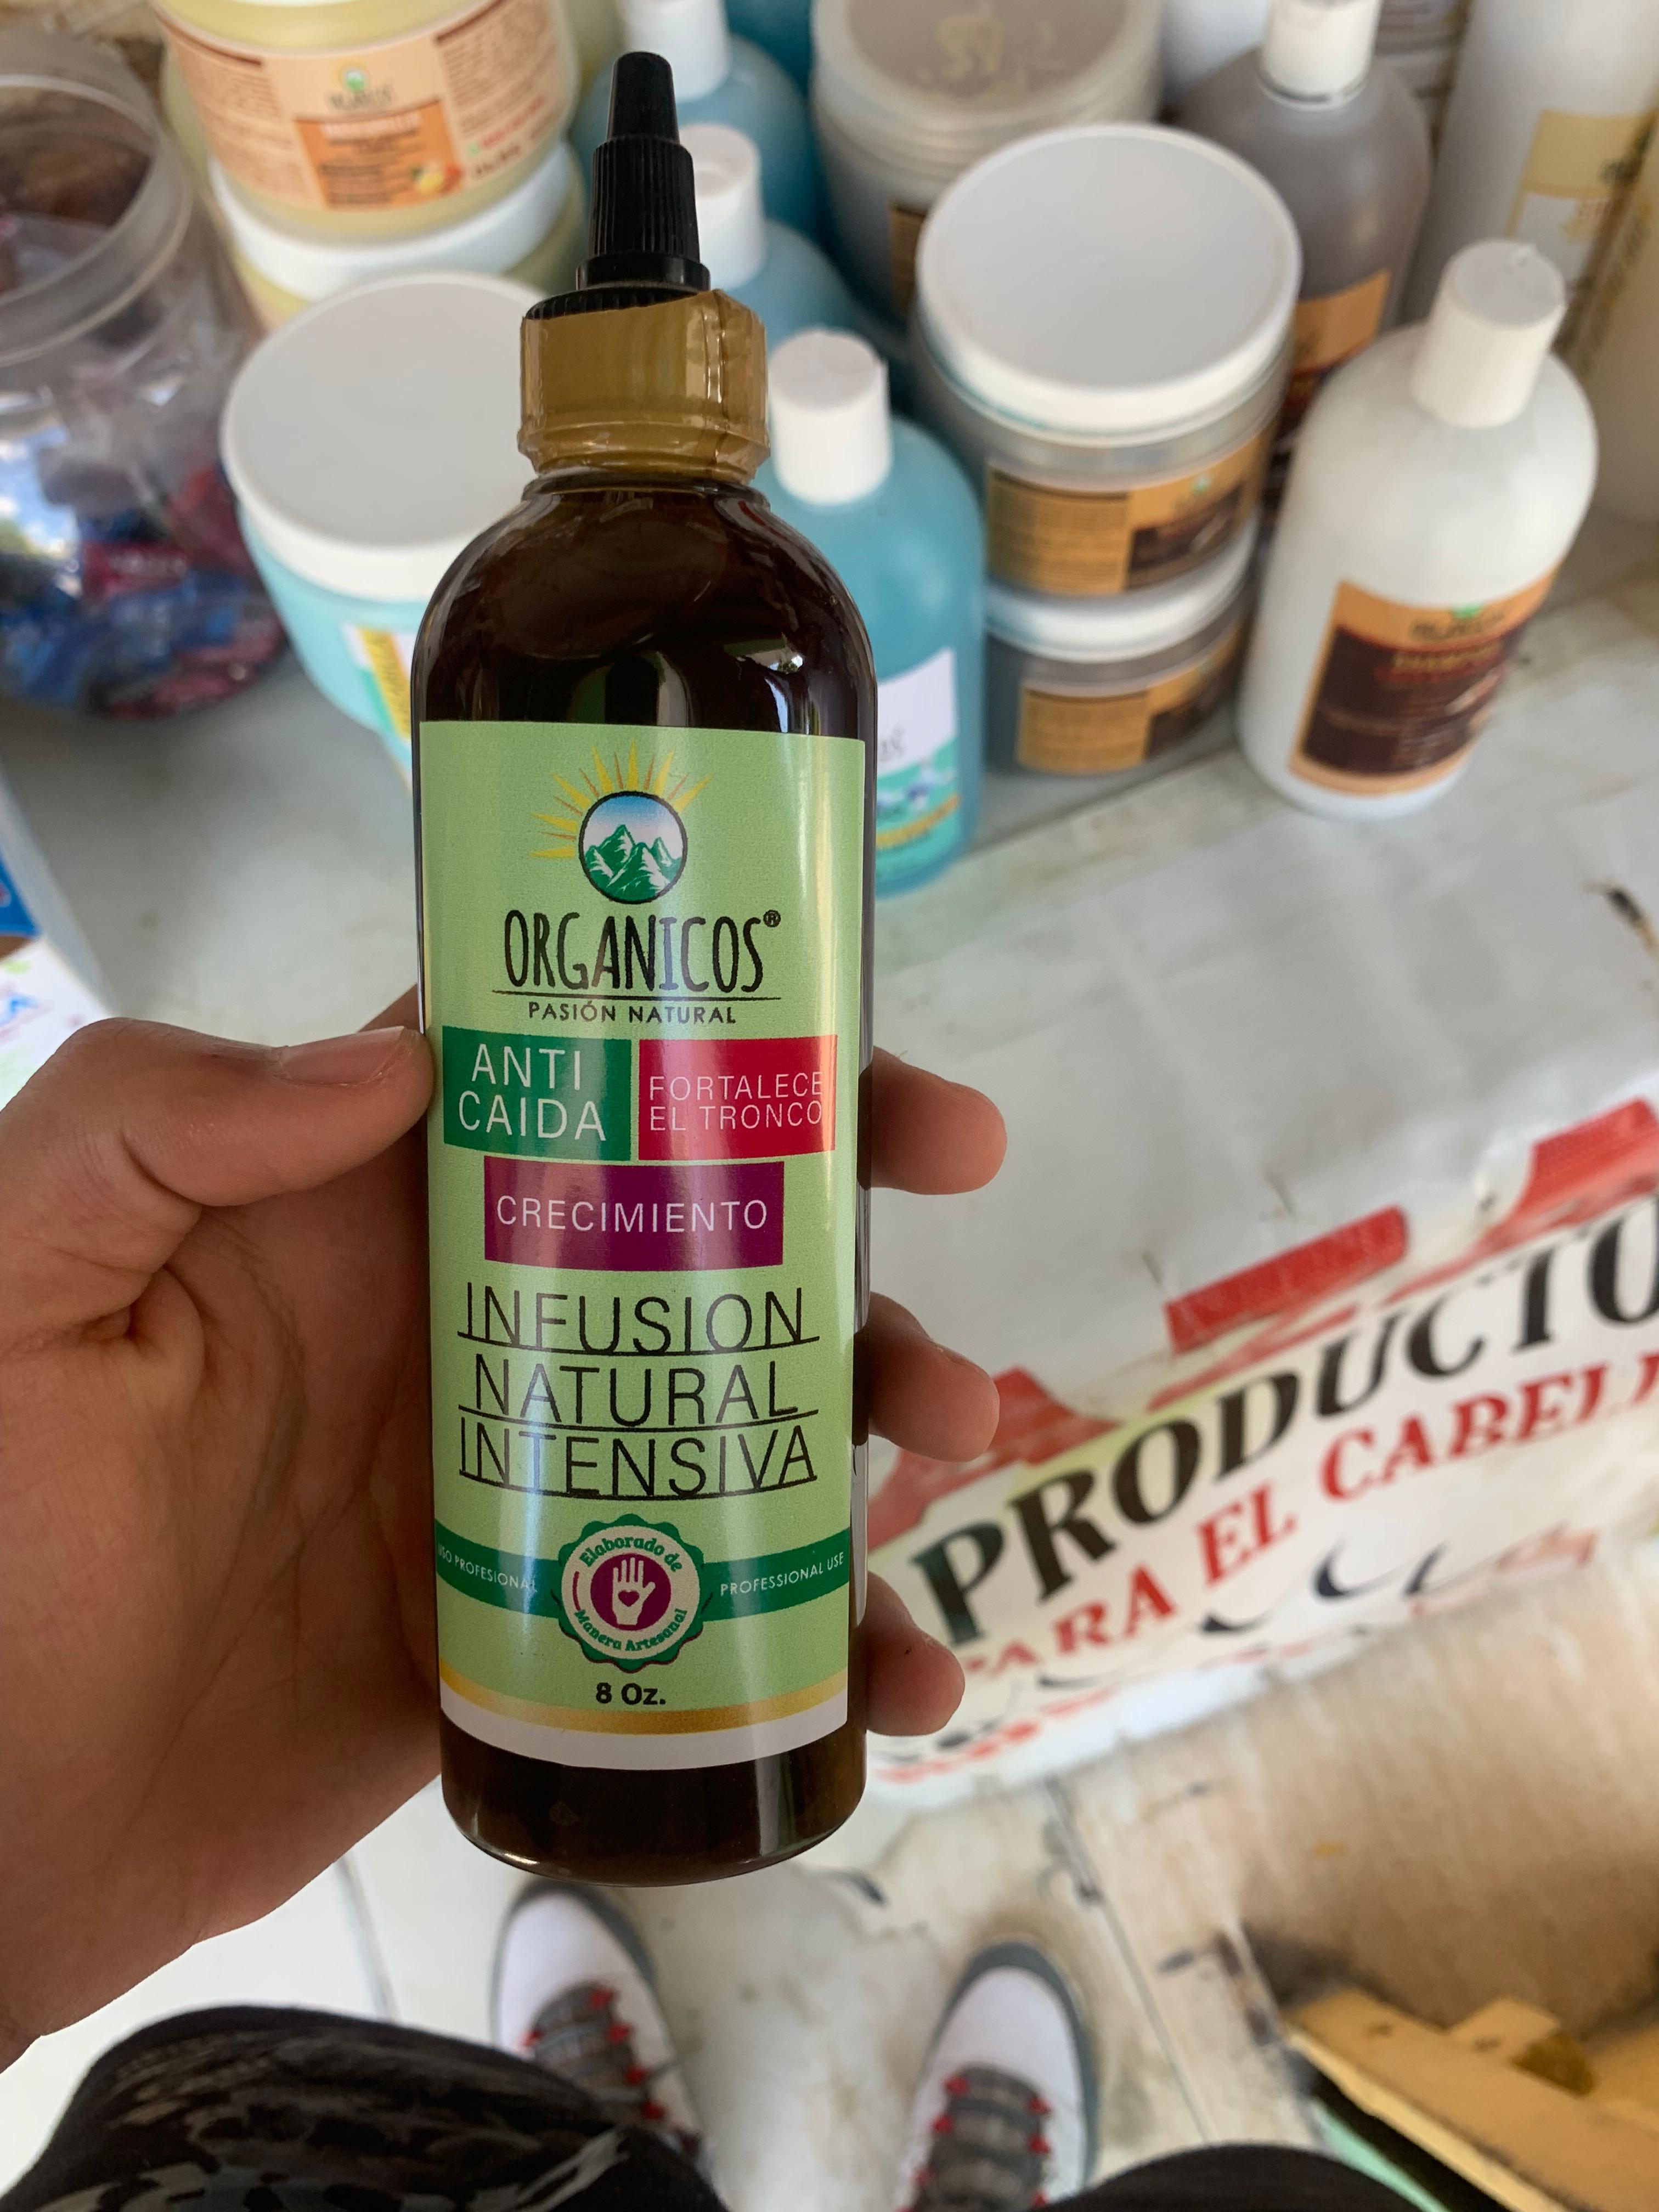 ORGANICOS®
PASIÓN NATURAL
ANTI
CAIDA
FORTALECE
EL TRONCO
CRECIMIENTO
INFUSION
NATURAL
INTENSIVA
USO PROFESIONAL
Elaborado de
Manera Artesanal
PROFESSIONAL USE
8 Oz.
PRODUCTO
PARA EL CABELL